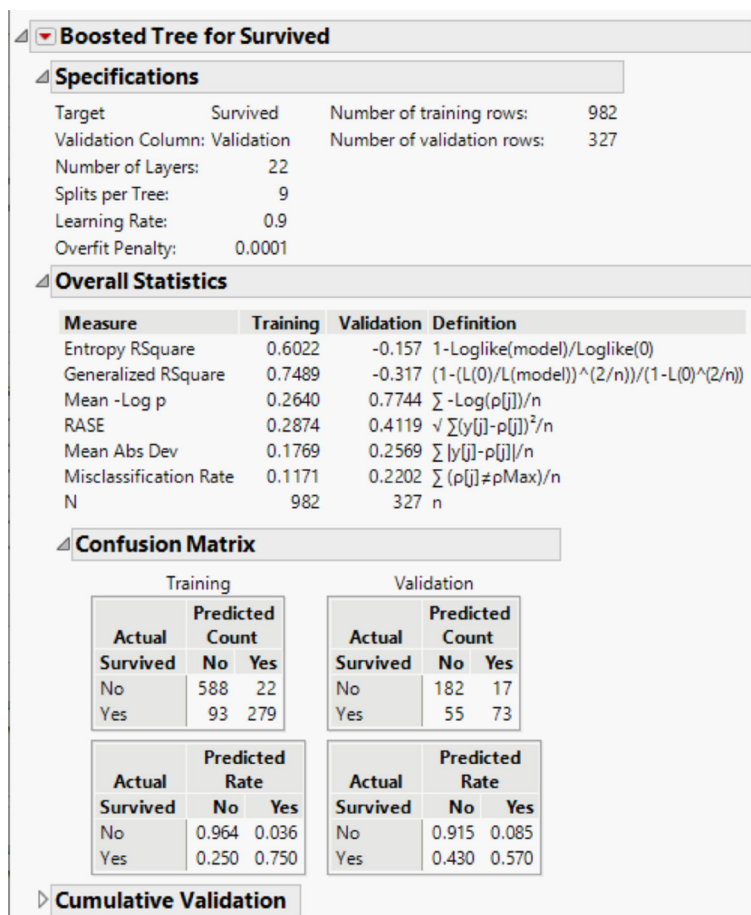 Boosted Tree for Survived
Specifications
Target Survived Number of training rows: 982
Validation Column: Validation Number of validation rows: 327
Number of Layers: 22
Splits per Tree: 9
Learning Rate: 0.9
Overfit Penalty: 0.0001
Overall Statistics
Measure Training Validation Definition
Entropy RSquare 0.6022 -0.157 1-Loglike(model)/Loglike(0)
Generalized RSquare 0.7489 -0.317 (1-(L(0)/L(model))^(2/n))/(1-L(0)^(2/n))
Mean -Log p 0.2640 0.7744 ∑ -Log(ρ[j])/n
RASE 0.2874 0.4119 √ ∑(y[j]-ρ[j])²/n
Mean Abs Dev 0.1769 0.2569 ∑ |y[j]-ρ[j]|/n
Misclassification Rate 0.1171 0.2202 ∑ (ρ[j]≠ρMax)/n
N 982 327 n
Confusion Matrix
Training Validation
Predicted Predicted
Actual Count Actual Count
Survived No Yes Survived No Yes
No 588 22 No 182 17
Yes 93 279 Yes 55 73
Predicted Predicted
Actual Rate Actual Rate
Survived No Yes Survived No Yes
No 0.964 0.036 No 0.915 0.085
Yes 0.250 0.750 Yes 0.430 0.570
Cumulative Validation